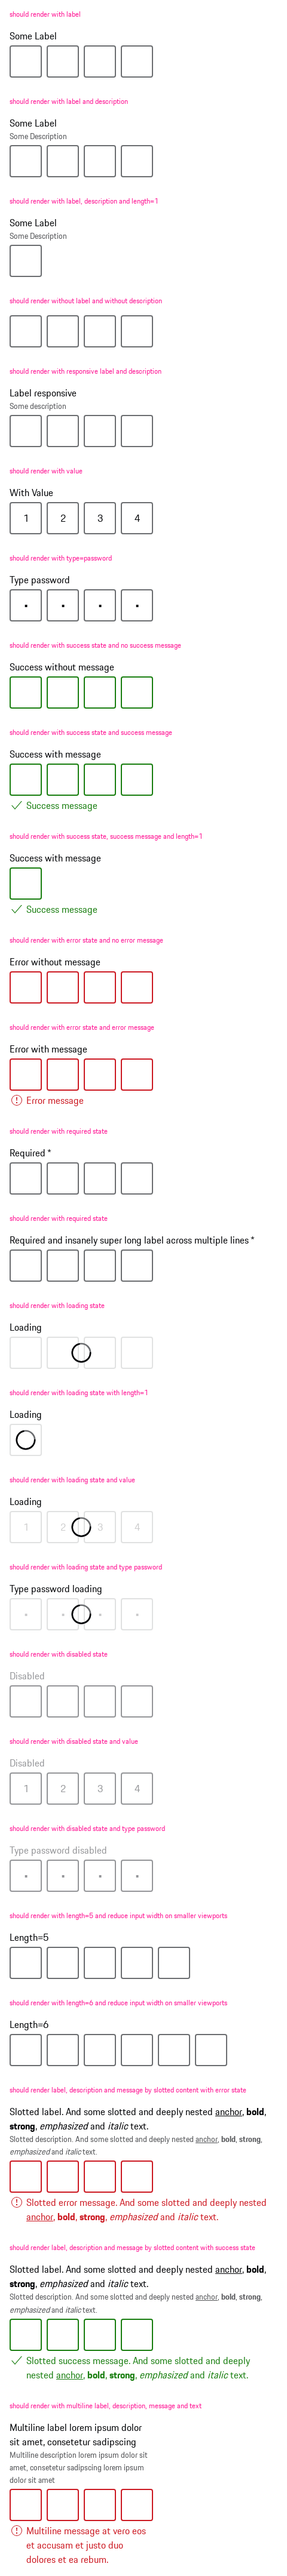 should render with label
Some Label
should render with label and description
Some Label
Some Description
should render with label, description and length=1
Some Label
Some Description
should render without label and without description
should render with responsive label and description
Label responsive
Some description
should render with value
With Value
1 2 3 4
should render with type=password
Type password
should render with success state and no success message
Success without message
should render with success state and success message
Success with message
Success message
should render with success state, success message and length=1
Success with message
Success message
should render with error state and no error message
Error without message
should render with error state and error message
Error with message
Error message
should render with required state
Required *
should render with required state
Required and insanely super long label across multiple lines *
should render with loading state
Loading
should render with loading state with length=1
Loading
should render with loading state and value
Loading
1 2 3 4
should render with loading state and type password
Type password loading
should render with disabled state
Disabled
should render with disabled state and value
Disabled
1 2 3 4
should render with disabled state and type password
Type password disabled
should render with length=5 and reduce input width on smaller viewports
Length=5
should render with length=6 and reduce input width on smaller viewports
Length=6
should render label, description and message by slotted content with error state
Slotted label. And some slotted and deeply nested anchor, bold,
strong, emphasized and italic text.
Slotted description. And some slotted and deeply nested anchor, bold, strong,
emphasized and italic text.
Slotted error message. And some slotted and deeply nested
anchor, bold, strong, emphasized and italic text.
should render label, description and message by slotted content with success state
Slotted label. And some slotted and deeply nested anchor, bold,
strong, emphasized and italic text.
Slotted description. And some slotted and deeply nested anchor, bold, strong,
emphasized and italic text.
Slotted success message. And some slotted and deeply
nested anchor, bold, strong, emphasized and italic text.
should render with multiline label, description, message and text
Multiline label lorem ipsum dolor
sit amet, consetetur sadipscing
Multiline description lorem ipsum dolor sit
amet, consetetur sadipscing lorem ipsum
dolor sit amet
Multiline message at vero eos
et accusam et justo duo
dolores et ea rebum.